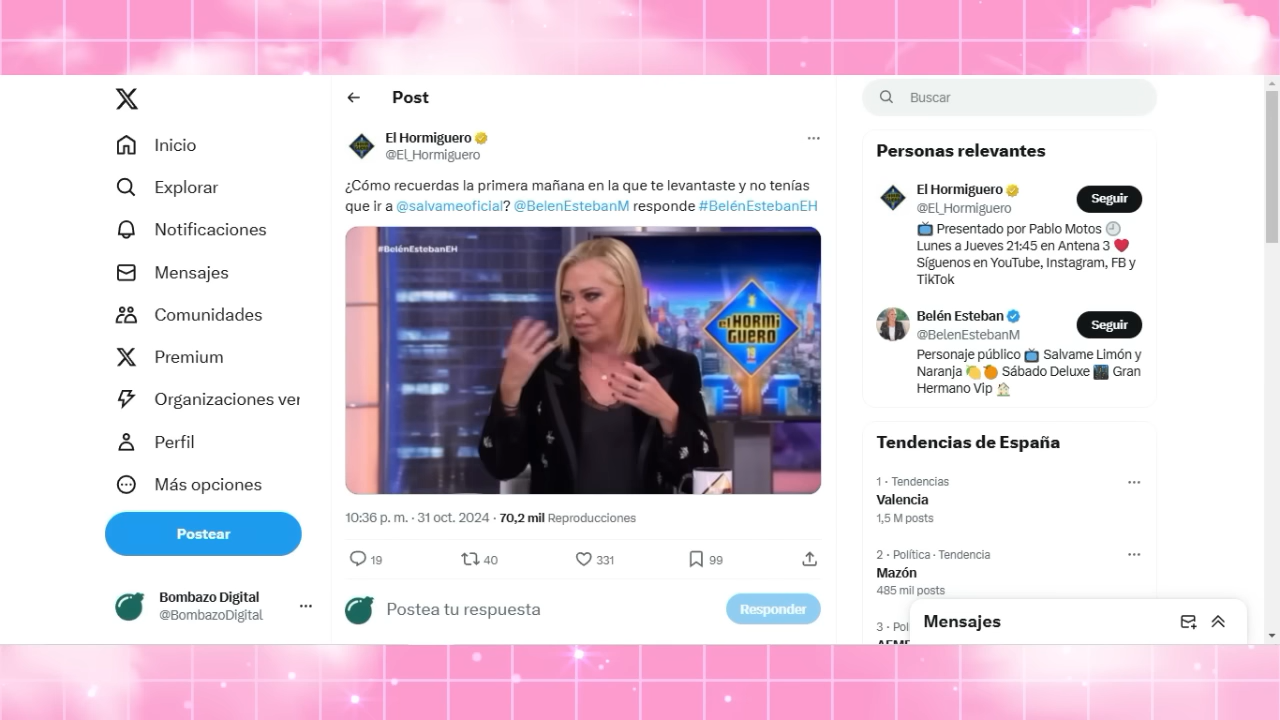 Inicio
Explorar
Notificaciones
Mensajes
Comunidades
Premium
Organizaciones ver
Perfil
Más opciones
Postear
Bombazo Digital
@BombazoDigital
Post
El Hormiguero
@El_Hormiguero
¿Cómo recuerdas la primera mañana en la que te levantaste y no tenías
que ir a @salvameoficial? @BelenEstebanM responde #BelénEstebanEH
#BelénEstebanEH
el HORMI
GUERO
10:36 p. m. · 31 oct. 2024 · 70,2 mil Reproducciones
19
40
331
99
Postea tu respuesta
Responder
Buscar
Personas relevantes
El Hormiguero
@El_Hormiguero
Seguir
📺 Presentado por Pablo Motos 🕘
Lunes a Jueves 21:45 en Antena 3 ❤️
Síguenos en YouTube, Instagram, FB y
TikTok
Belén Esteban
@BelenEstebanM
Seguir
Personaje público 📺 Salvame Limón y
Naranja 🍋🍊 Sábado Deluxe 🌃 Gran
Hermano Vip 🏠
Tendencias de España
1 · Tendencias
Valencia
1,5 M posts
2 · Política · Tendencia
Mazón
485 mil posts
3 · Pol
Mensajes